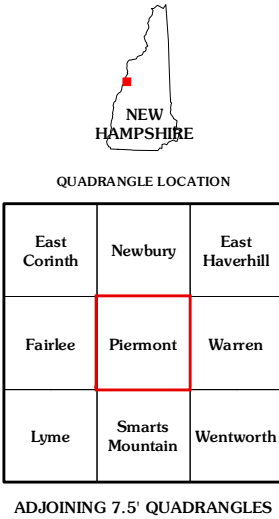 NEW
HAMPSHIRE
QUADRANGLE LOCATION
East
Corinth
Newbury
East
Haverhill
Fairlee
Piermont
Warren
Lyme
Smarts
Mountain
Wentworth
ADJOINING 7.5' QUADRANGLES